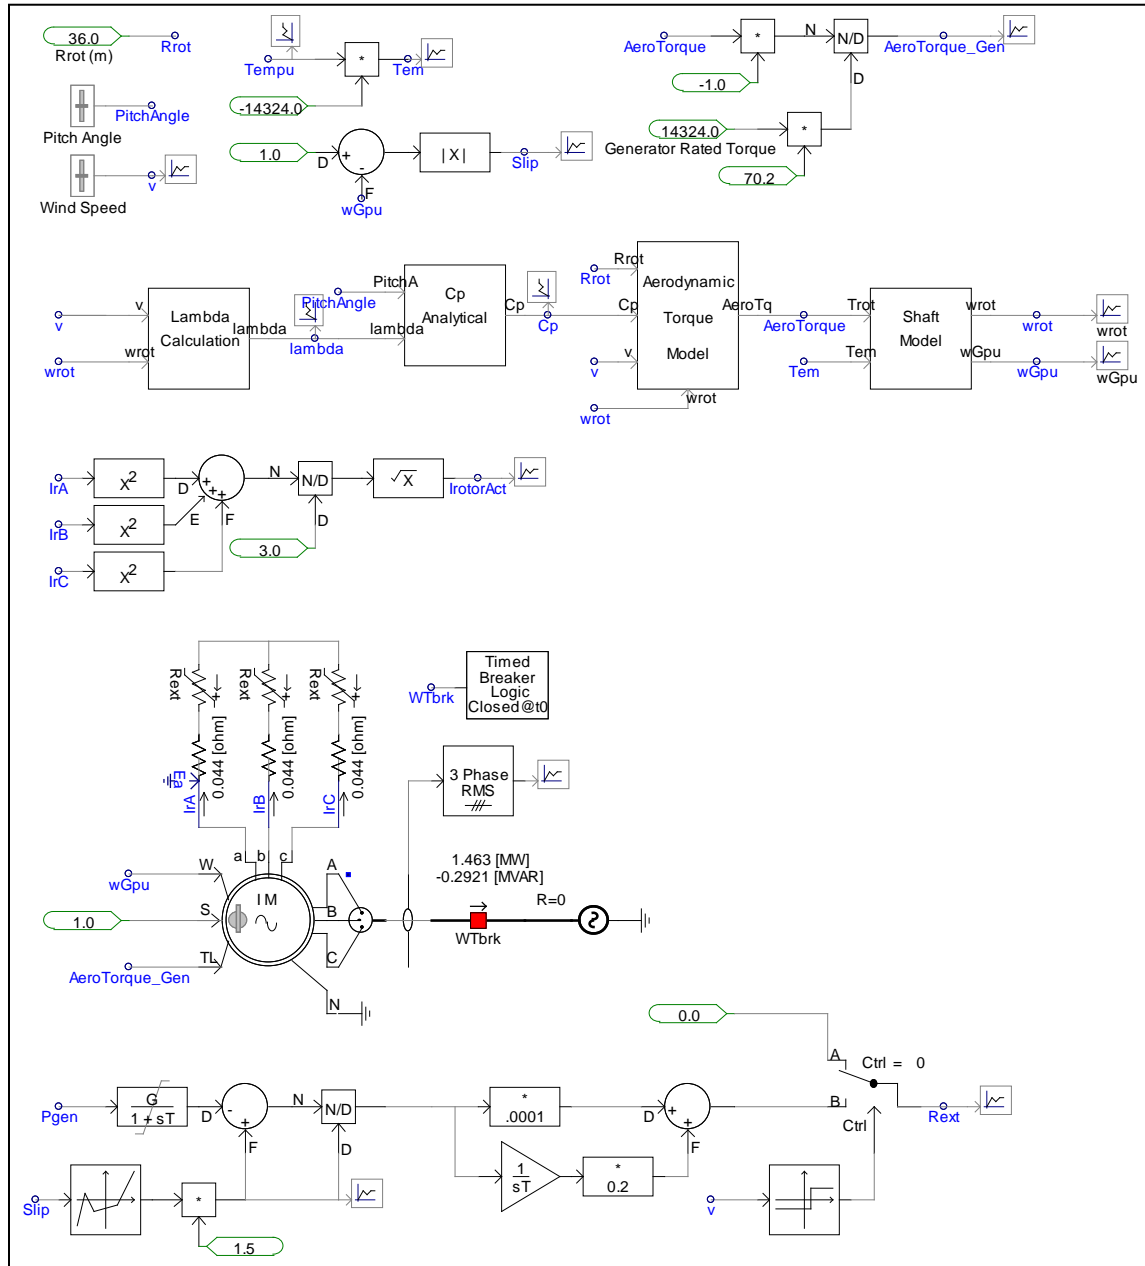 36.0
Rrot
Rrot (m)
Tempu
*
Tem
-14324.0
AeroTorque
*
N
N/D
AeroTorque_Gen
-1.0
D
14324.0
*
Generator Rated Torque
70.2
PitchAngle
Pitch Angle
v
Wind Speed
1.0
D
+
-
F
wGpu
|X|
Slip
v
v
wrot
wrot
Lambda
Calculation
lambda
lambda
PitchAngle
PitchA
lambda
Cp
Analytical
Cp
Cp
Rrot
Rrot
Cp
v
v
wrot
wrot
Aerodynamic
Torque
Model
AeroTq
AeroTorque
Trot
Tem
Tem
Shaft
Model
wrot
wrot
wrot
wGpu
wGpu
wGpu
IrA
X2
D
+
+
+
N
N/D
√X
IrotorAct
IrB
X2
E
F
D
3.0
IrC
X2
Rext
+
Rext
+
Rext
+
0.044 [ohm]
0.044 [ohm]
0.044 [ohm]
Ea
IrA
IrB
IrC
WTbrk
Timed
Breaker
Logic
Closed@t0
3 Phase
RMS
a
b
c
wGpu
W
1.0
S
AeroTorque_Gen
TL
I M
A
B
C
N
1.463 [MW]
-0.2921 [MVAR]
R=0
WTbrk
0.0
A
Ctrl = 0
B
Ctrl
Rext
Pgen
G
1 + sT
D
-
+
F
N
N/D
D
*
.0001
D
+
+
F
1
sT
*
0.2
Slip
*
1.5
v